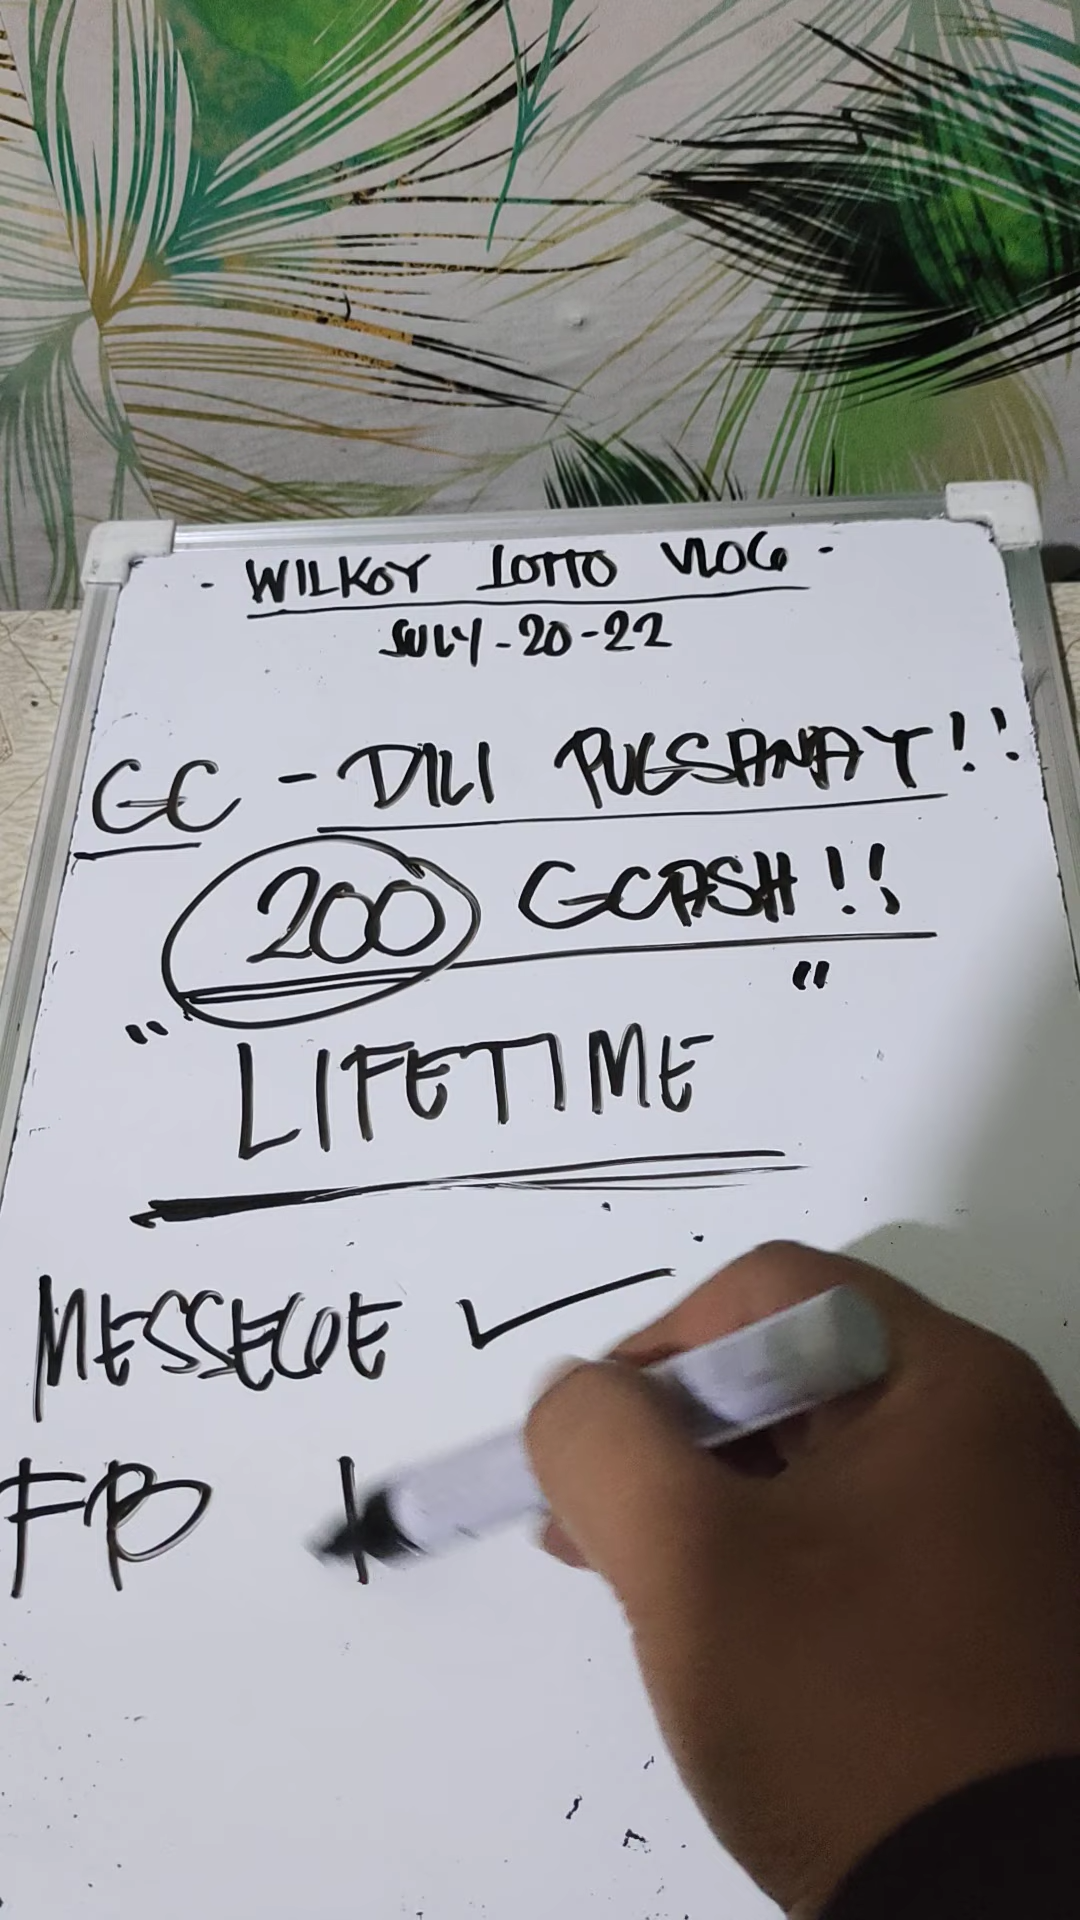 - WILKOY LOTTO VLOG -
JULY-20-22
GC - DILI PUGSANAY!!
200 GCASH!!
"LIFETIME"
MESSEGE ✓
FB